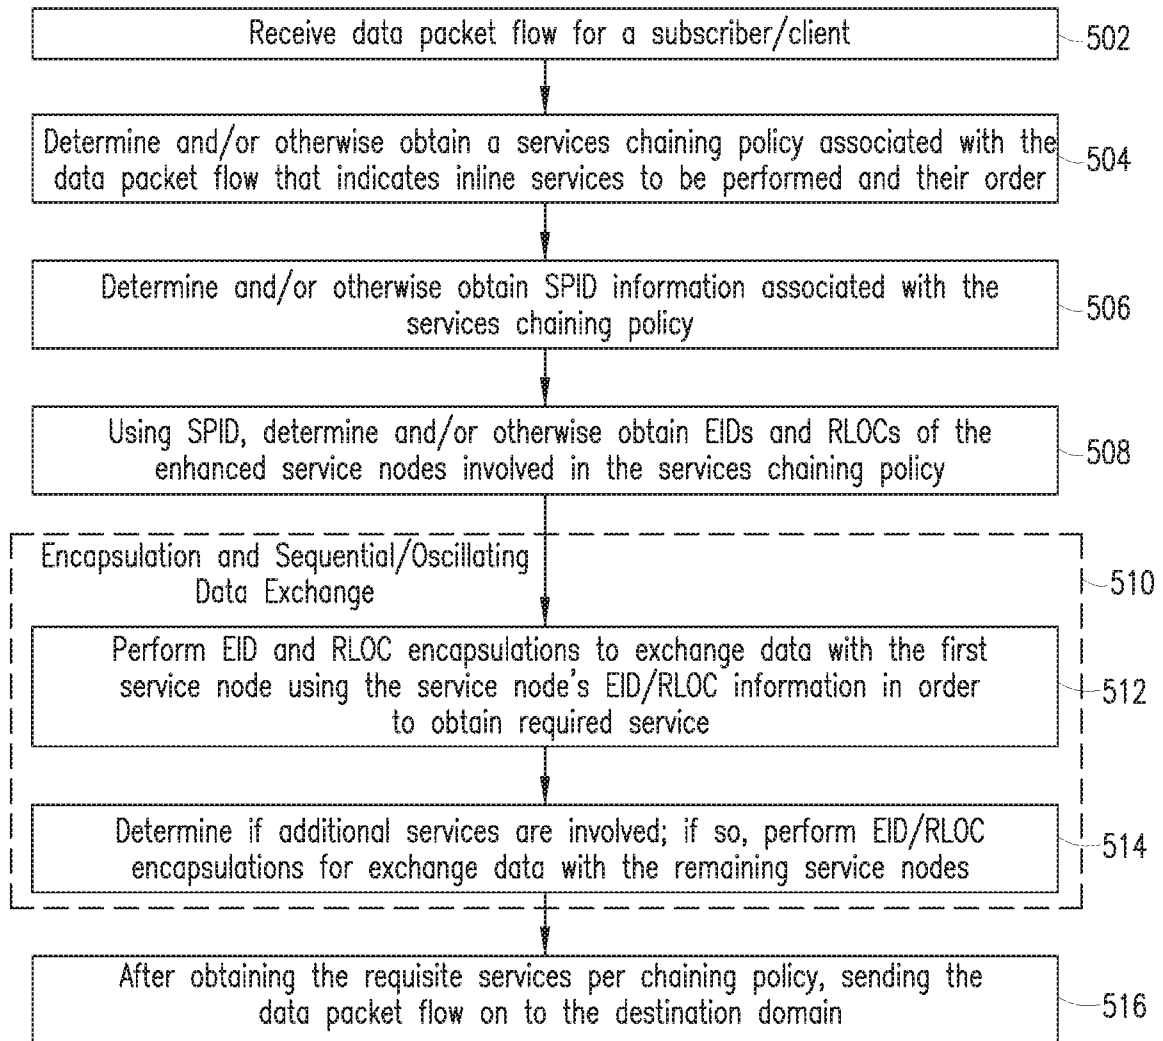 Receive data packet flow for a subscriber/client
502
Determine and/or otherwise obtain a services chaining policy associated with the
data packet flow that indicates inline services to be performed and their order
504
Determine and/or otherwise obtain SPID information associated with the
services chaining policy
506
Using SPID, determine and/or otherwise obtain EIDs and RLOCs of the
enhanced service nodes involved in the services chaining policy
508
Encapsulation and Sequential/Oscillating
Data Exchange
510
Perform EID and RLOC encapsulations to exchange data with the first
service node using the service node's EID/RLOC information in order
to obtain required service
512
Determine if additional services are involved; if so, perform EID/RLOC
encapsulations for exchange data with the remaining service nodes
514
After obtaining the requisite services per chaining policy, sending the
data packet flow on to the destination domain
516